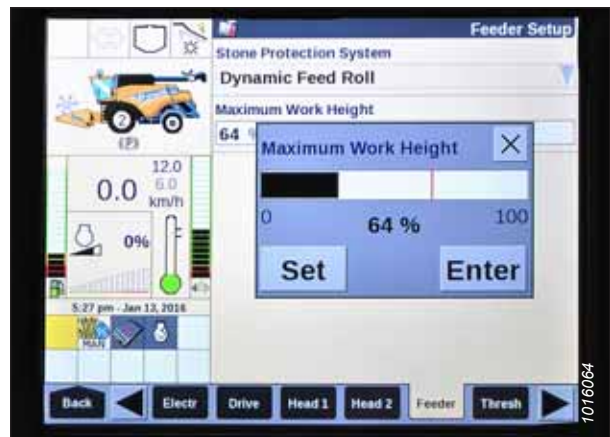 Feeder Setup
Stone Protection System
Dynamic Feed Roll
Maximum Work Height
64
Maximum Work Height
0
64 %
100
Set
Enter
2
(P)
12.0
0.0
6.0
km/h
0%
5:27 pm - Jan 13, 2016
MAN
Back
Electr
Drive
Head 1
Head 2
Feeder
Thresh
1016064